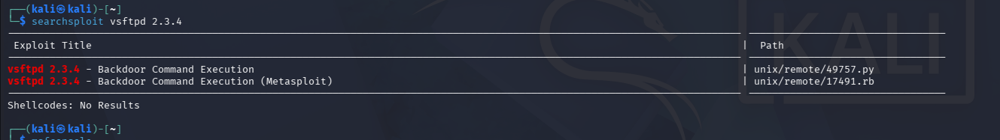 ┌──(kali㉿kali)-[~]
└─$ searchsploit vsftpd 2.3.4
Exploit Title | Path
vsftpd 2.3.4 - Backdoor Command Execution | unix/remote/49757.py
vsftpd 2.3.4 - Backdoor Command Execution (Metasploit) | unix/remote/17491.rb
Shellcodes: No Results
┌──(kali㉿kali)-[~]
└─$
KALI